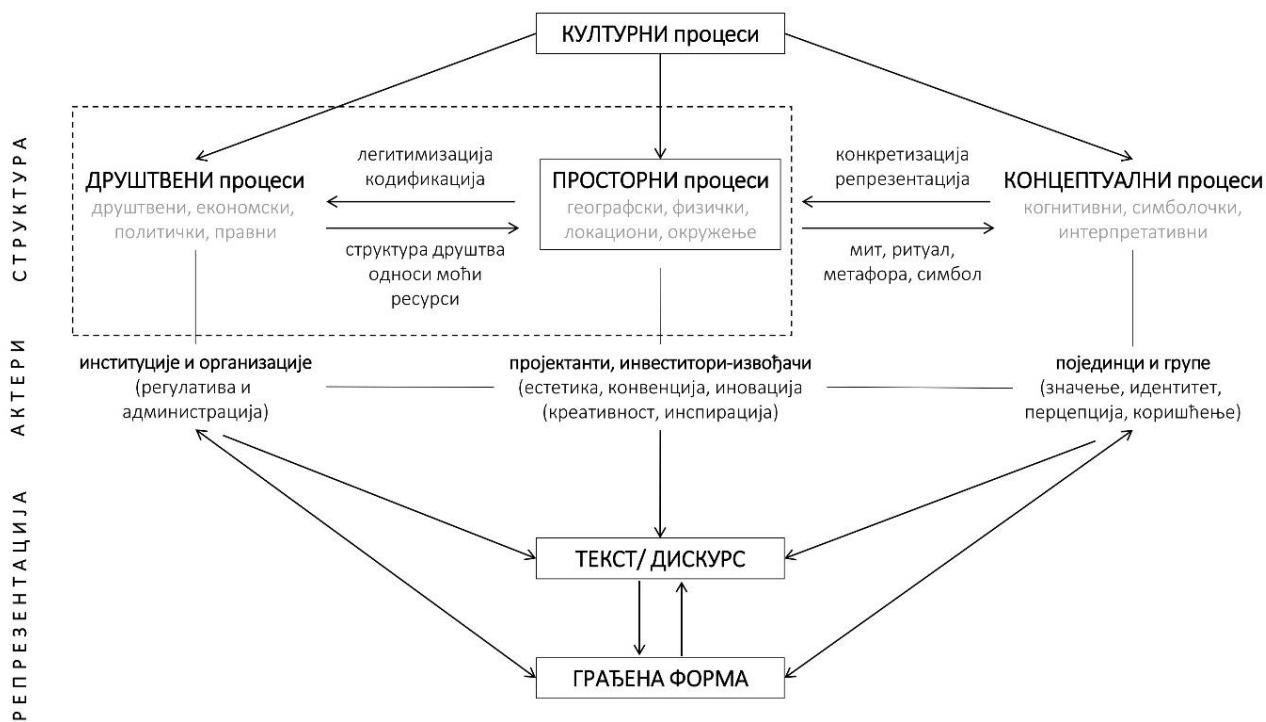 КУЛТУРНИ процеси
СТРУКТУРА
ДРУШТВЕНИ процеси
друштвени, економски,
политички, правни
легитимизација
кодификација
структура друштва
односи моћи
ресурси
ПРОСТОРНИ процеси
географски, физички,
локациони, окружење
конкретизација
репрезентација
мит, ритуал,
метафора, симбол
КОНЦЕПТУАЛНИ процеси
когнитивни, симболочки,
интерпретативни
АКТЕРИ
институције и организације
(регулатива и
администрација)
пројектанти, инвеститори-извођачи
(естетика, конвенција, иновација
(креативност, инспирација)
појединци и групе
(значење, идентитет,
перцепција, коришћење)
РЕПРЕЗЕНТАЦИЈА
ТЕКСТ/ ДИСКУРС
ГРАЂЕНА ФОРМА